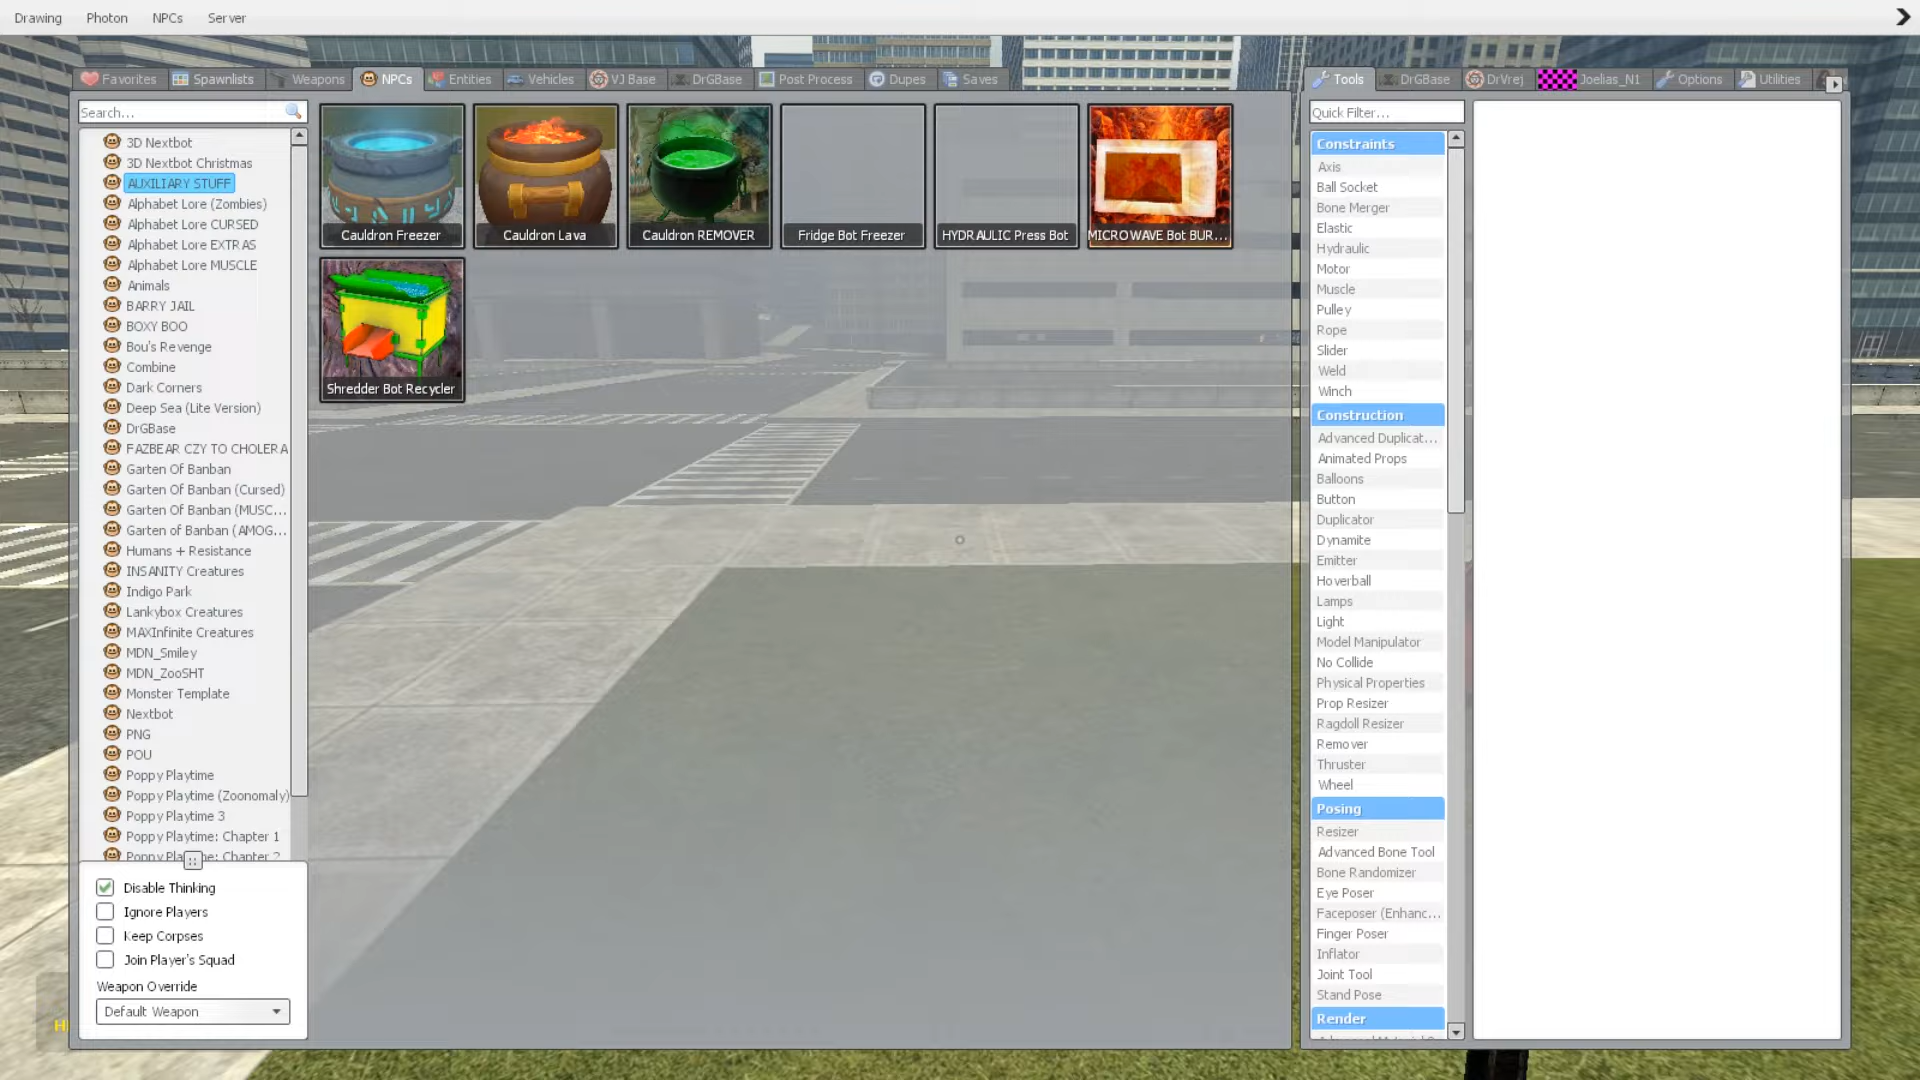 Drawing Photon NPCs Server
Favorites Spawnlists Weapons NPCs Entities Vehicles VJ Base DrGBase Post Process Dupes Saves
Search...
3D Nextbot
3D Nextbot Christmas
AUXILIARY STUFF
Alphabet Lore (Zombies)
Alphabet Lore CURSED
Alphabet Lore EXTRAS
Alphabet Lore MUSCLE
Animals
BARRY JAIL
BOXY BOO
Bou's Revenge
Combine
Dark Corners
Deep Sea (Lite Version)
DrGBase
FAZBEAR CZY TO CHOLERA
Garten Of Banban
Garten Of Banban (Cursed)
Garten Of Banban (MUSC...
Garten of Banban (AMOG...
Humans + Resistance
INSANITY Creatures
Indigo Park
Lankybox Creatures
MAXInfinite Creatures
MDN_Smiley
MDN_ZooSHT
Monster Template
Nextbot
PNG
POU
Poppy Playtime
Poppy Playtime (Zoonomaly)
Poppy Playtime 3
Poppy Playtime: Chapter 1
Disable Thinking
Ignore Players
Keep Corpses
Join Player's Squad
Weapon Override
Default Weapon
Cauldron Freezer
Cauldron Lava
Cauldron REMOVER
Fridge Bot Freezer
HYDRAULIC Press Bot
MICROWAVE Bot BUR...
Shredder Bot Recycler
Tools DrGBase DrVrej Joelias_N1 Options Utilities
Quick Filter...
Constraints
Axis
Ball Socket
Bone Merger
Elastic
Hydraulic
Motor
Muscle
Pulley
Rope
Slider
Weld
Winch
Construction
Advanced Duplicat...
Animated Props
Balloons
Button
Duplicator
Dynamite
Emitter
Hoverball
Lamps
Light
Model Manipulator
No Collide
Physical Properties
Prop Resizer
Ragdoll Resizer
Remover
Thruster
Wheel
Posing
Resizer
Advanced Bone Tool
Bone Randomizer
Eye Poser
Faceposer (Enhanc...
Finger Poser
Inflator
Joint Tool
Stand Pose
Render